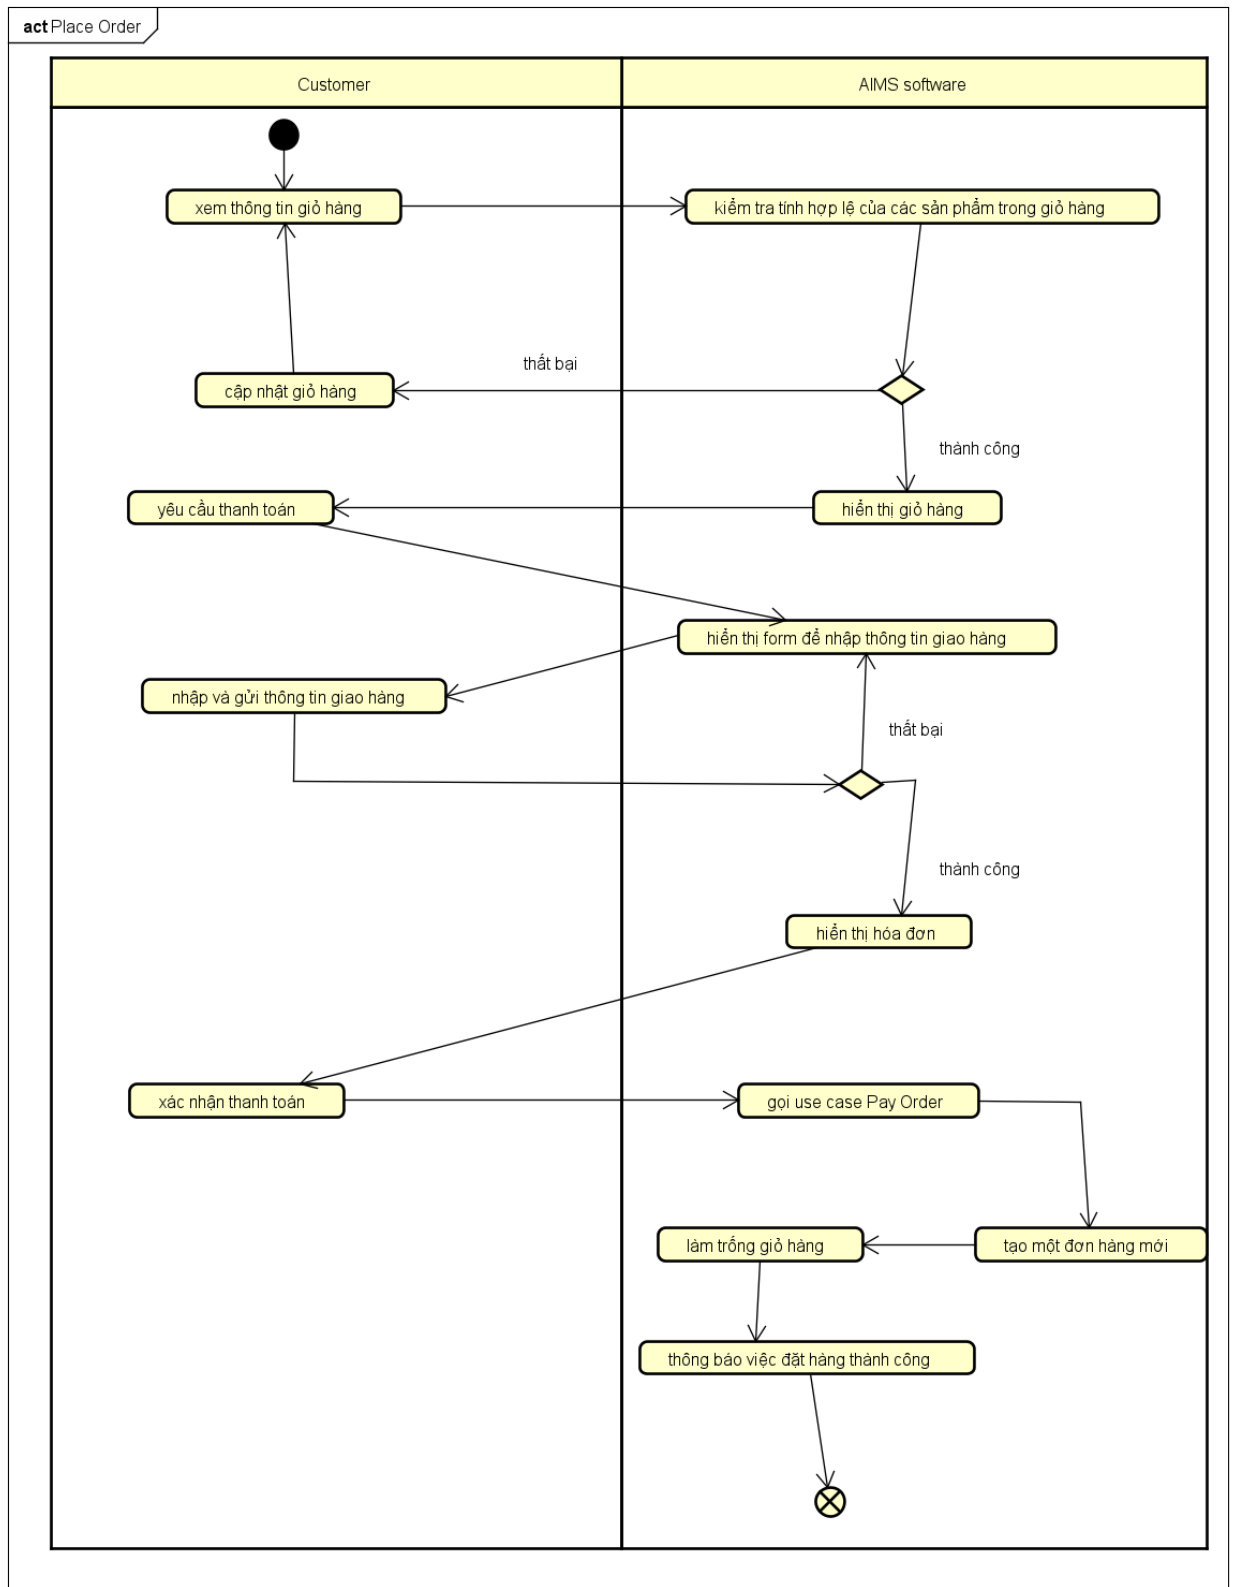 act Place Order
Customer
AIMS software
xem thông tin giỏ hàng
kiểm tra tính hợp lệ của các sản phẩm trong giỏ hàng
thất bại
cập nhật giỏ hàng
thành công
yêu cầu thanh toán
hiển thị giỏ hàng
hiển thị form để nhập thông tin giao hàng
nhập và gửi thông tin giao hàng
thất bại
thành công
hiển thị hóa đơn
xác nhận thanh toán
gọi use case Pay Order
làm trống giỏ hàng
tạo một đơn hàng mới
thông báo việc đặt hàng thành công